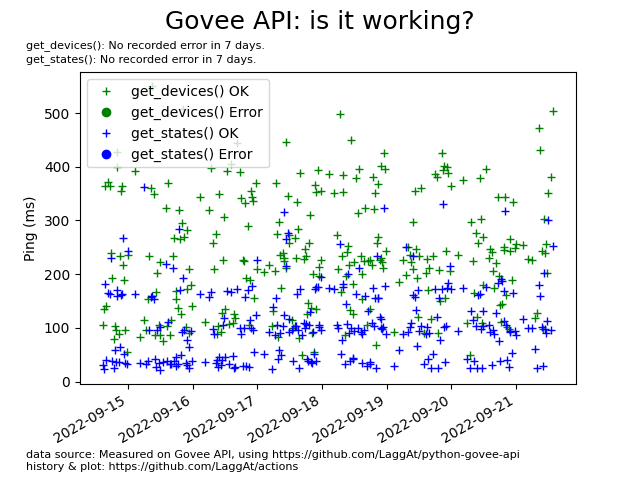 Govee API: is it working?
get_devices(): No recorded error in 7 days.
get_states(): No recorded error in 7 days.
get_devices() OK
get_devices() Error
get_states() OK
get_states() Error
Ping (ms)
500
400
300
200
100
0
2022-09-15
2022-09-16
2022-09-17
2022-09-18
2022-09-19
2022-09-20
2022-09-21
data source: Measured on Govee API, using https://github.com/LaggAt/python-govee-api
history & plot: https://github.com/LaggAt/actions